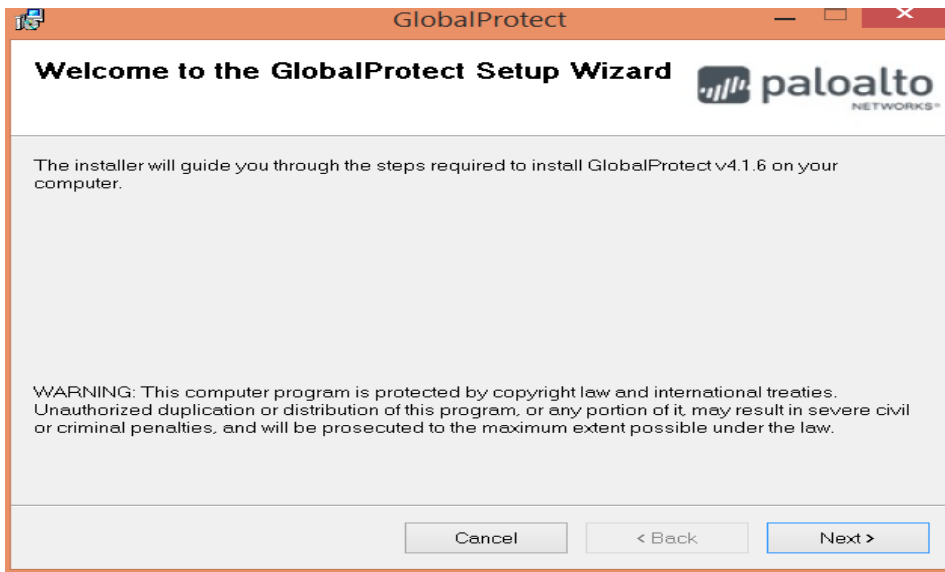 GlobalProtect
Welcome to the GlobalProtect Setup Wizard
paloalto
NETWORKS®
The installer will guide you through the steps required to install GlobalProtect v4.1.6 on your
computer.
WARNING: This computer program is protected by copyright law and international treaties.
Unauthorized duplication or distribution of this program, or any portion of it, may result in severe civil
or criminal penalties, and will be prosecuted to the maximum extent possible under the law.
Cancel
< Back
Next >